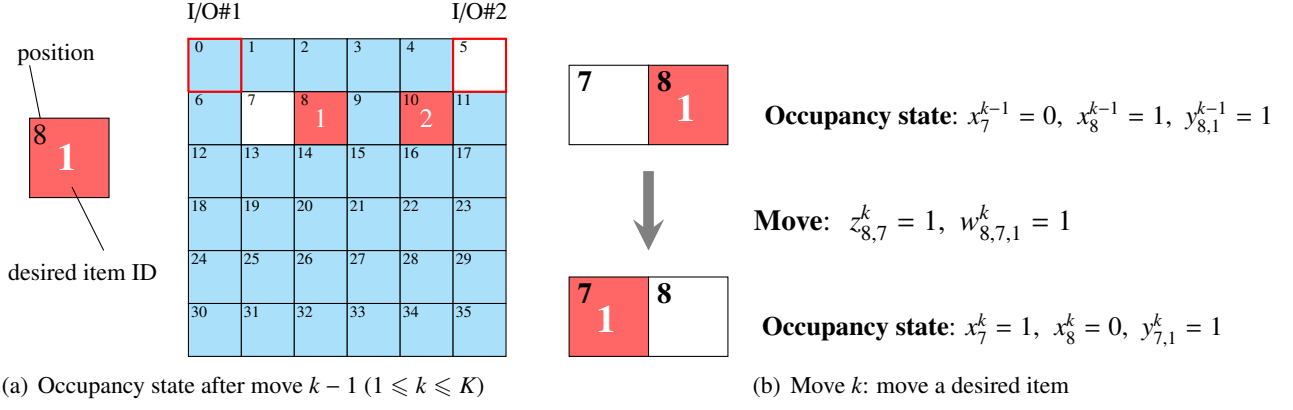 I/O#1
I/O#2
position
8
1
desired item ID
0 1 2 3 4 5
6 7 8 9 10 11
1 2
12 13 14 15 16 17
18 19 20 21 22 23
24 25 26 27 28 29
30 31 32 33 34 35
(a) Occupancy state after move k − 1 (1 ⩽ k ⩽ K)
7 8
1
Occupancy state: x_7^{k−1} = 0, x_8^{k−1} = 1, y_{8,1}^{k−1} = 1
Move: z_{8,7}^k = 1, w_{8,7,1}^k = 1
7 8
1
Occupancy state: x_7^k = 1, x_8^k = 0, y_{7,1}^k = 1
(b) Move k: move a desired item